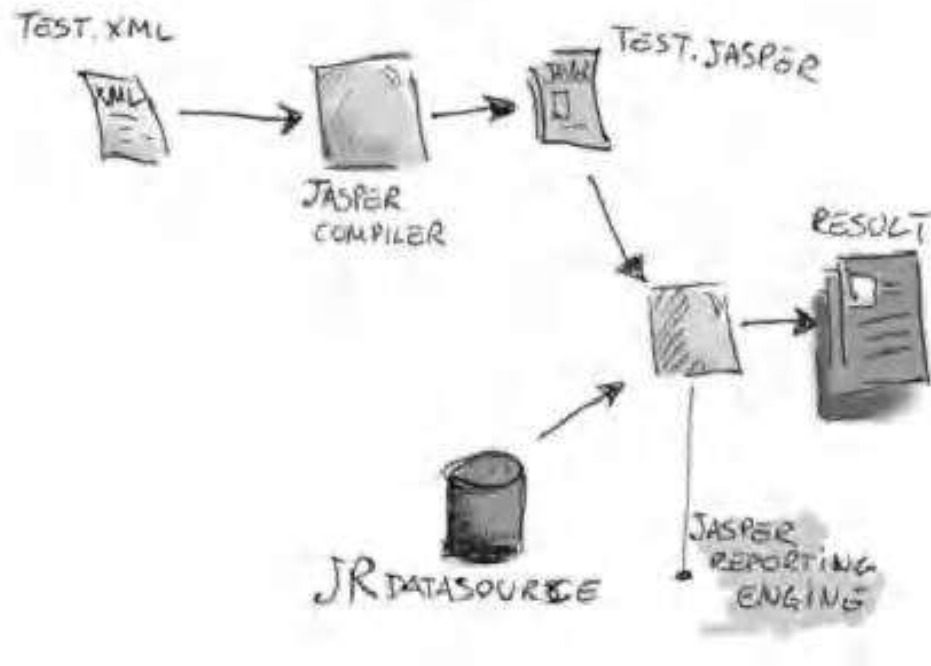 TEST.XML
XML
JASPER
COMPILER
TEST.JASPER
RESULT
JR DATASOURCE
JASPER
REPORTING
ENGINE